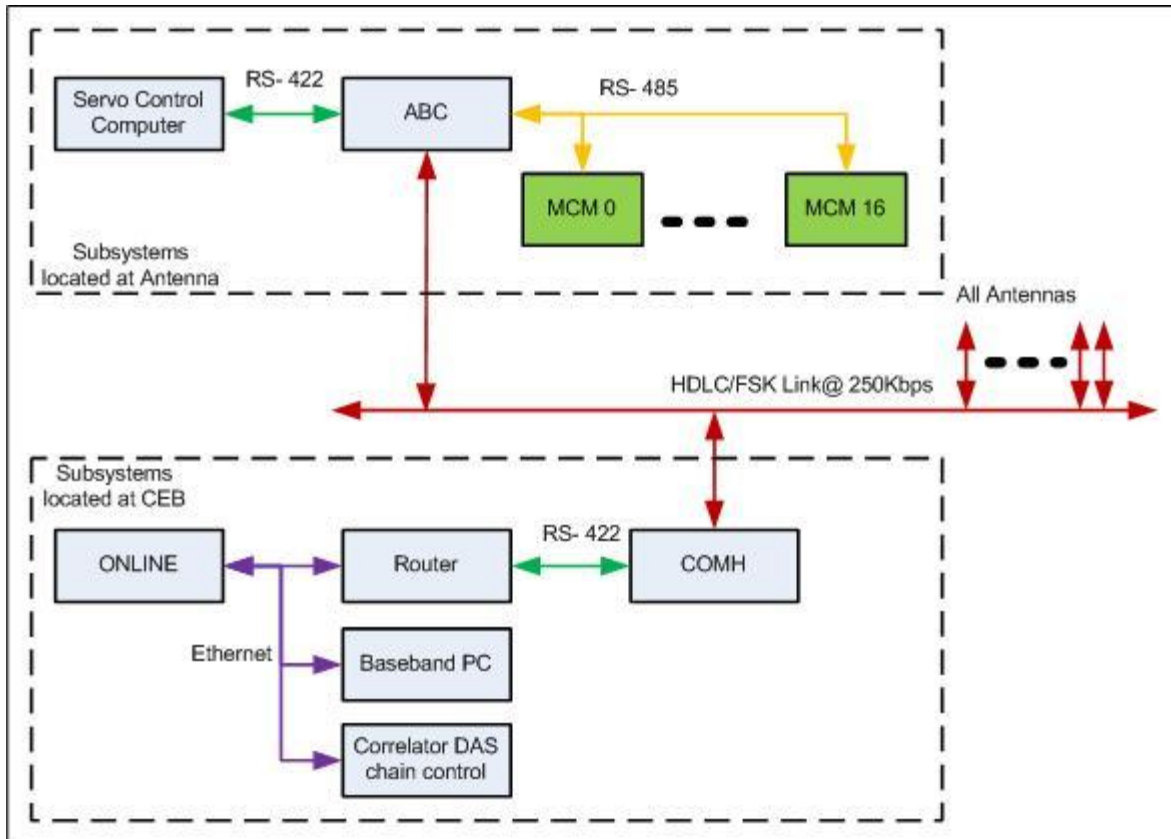 RS- 422
RS- 485
Servo Control
Computer
ABC
MCM 0
MCM 16
Subsystems
located at Antenna
All Antennas
HDLC/FSK Link@ 250Kbps
Subsystems
located at CEB
RS- 422
ONLINE
Router
COMH
Ethernet
Baseband PC
Correlator DAS
chain control